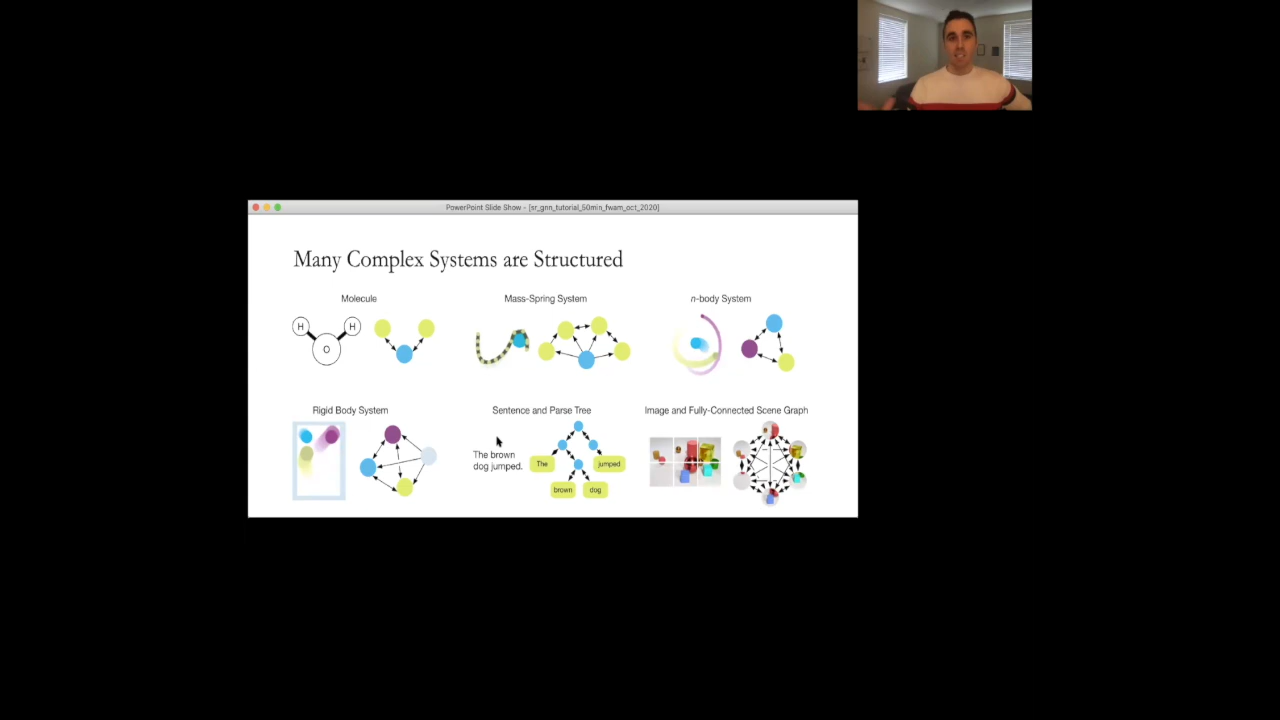 PowerPoint Slide Show - [sr_gnn_tutorial_50min_fwam_oct_2020]
Many Complex Systems are Structured
Molecule
Mass-Spring System
n-body System
H
H
O
Rigid Body System
Sentence and Parse Tree
Image and Fully-Connected Scene Graph
The brown
dog jumped.
The
jumped
brown
dog